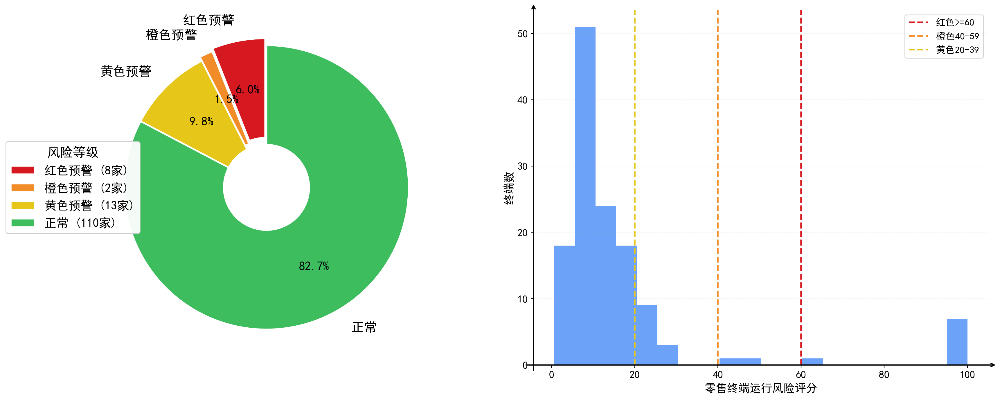 红色预警
橙色预警
黄色预警
6.0%
1.5%
9.8%
82.7%
正常
风险等级
红色预警 (8家)
橙色预警 (2家)
黄色预警 (13家)
正常 (110家)
50
40
30
20
10
0
终端数
0 20 40 60 80 100
零售终端运行风险评分
红色>=60
橙色40-59
黄色20-39